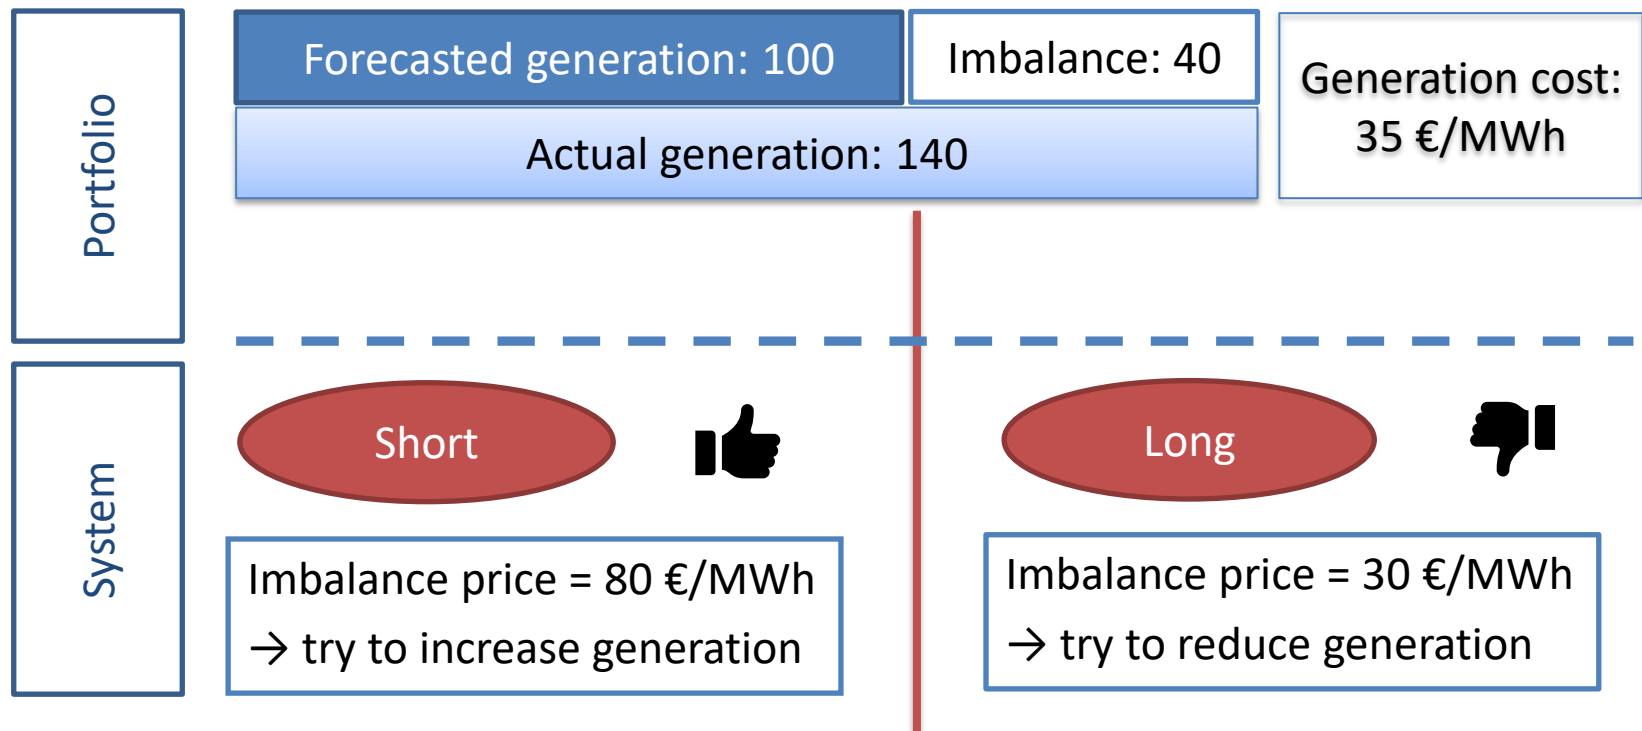 Portfolio
Forecasted generation: 100
Imbalance: 40
Actual generation: 140
Generation cost:
35 €/MWh
System
Short
Imbalance price = 80 €/MWh
→ try to increase generation
Long
Imbalance price = 30 €/MWh
→ try to reduce generation